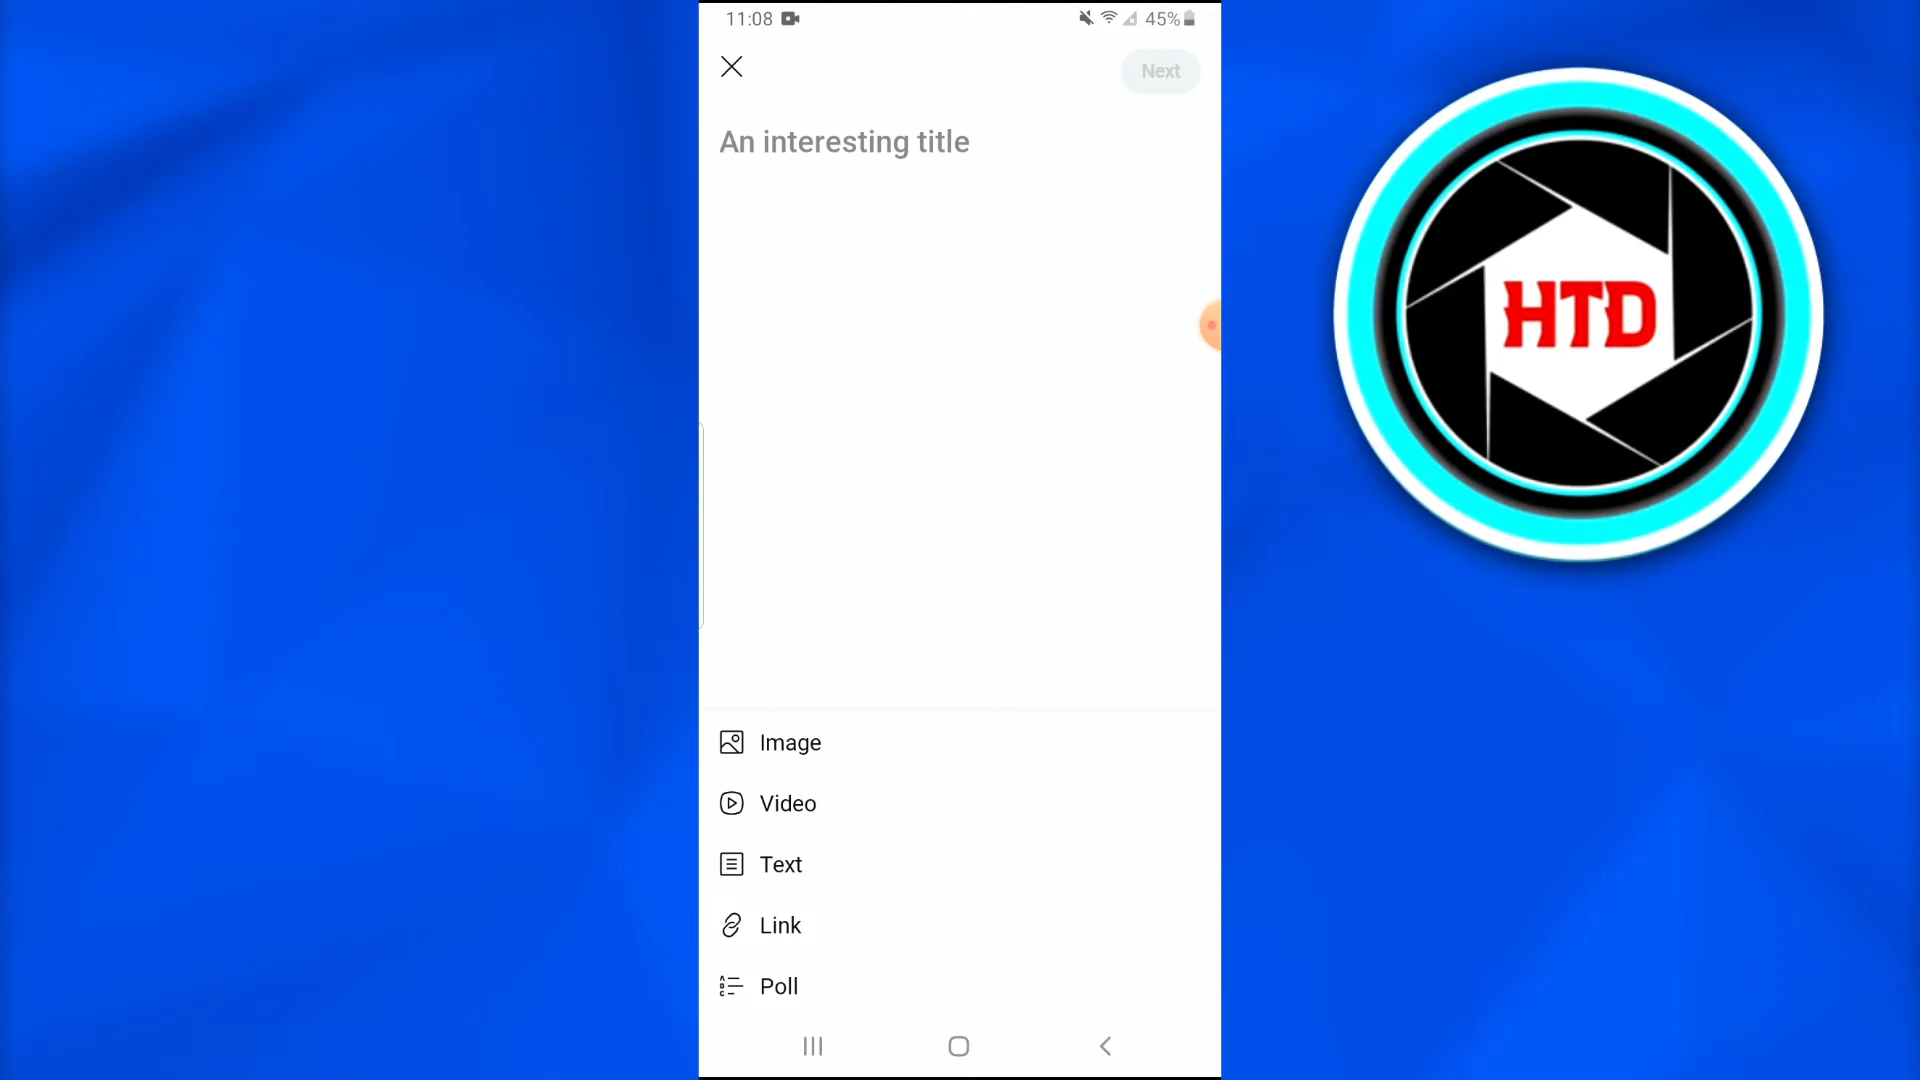 11:08
45%
Next
An interesting title
HTD
Image
Video
Text
Link
Poll